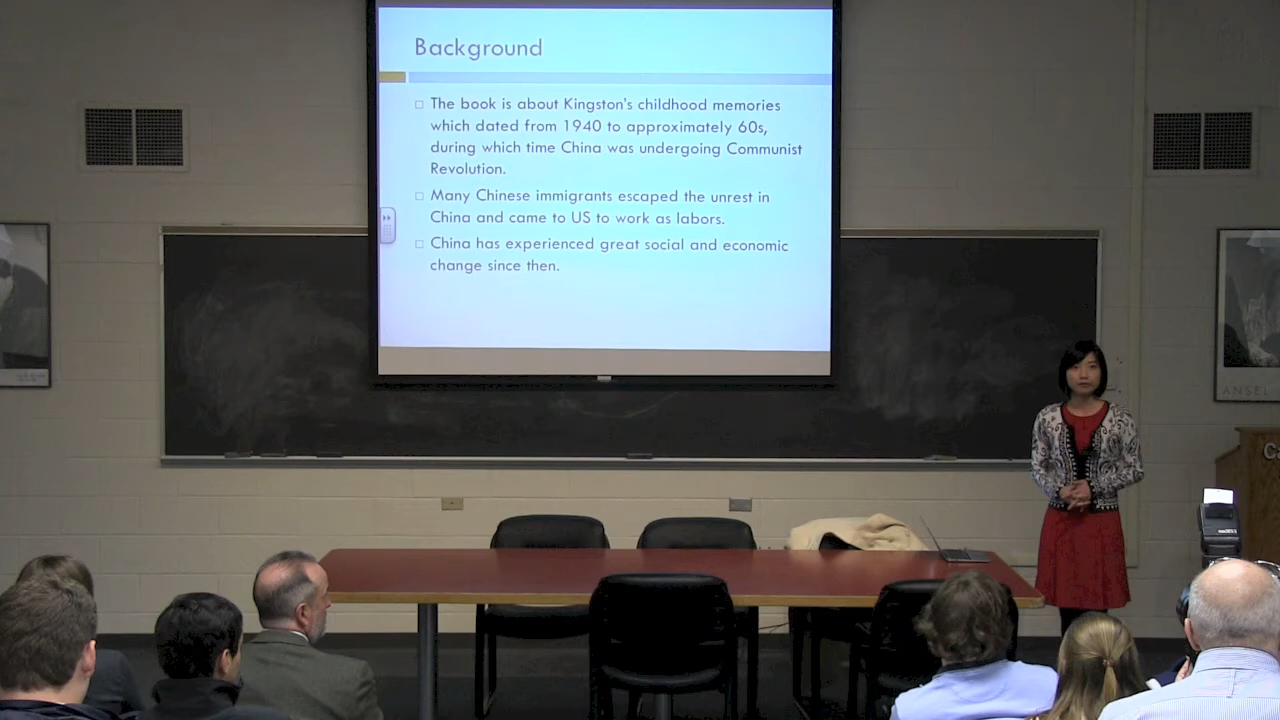 Background
The book is about Kingston's childhood memories
which dated from 1940 to approximately 60s,
during which time China was undergoing Communist
Revolution.
Many Chinese immigrants escaped the unrest in
China and came to US to work as labors.
China has experienced great social and economic
change since then.
ANSEL